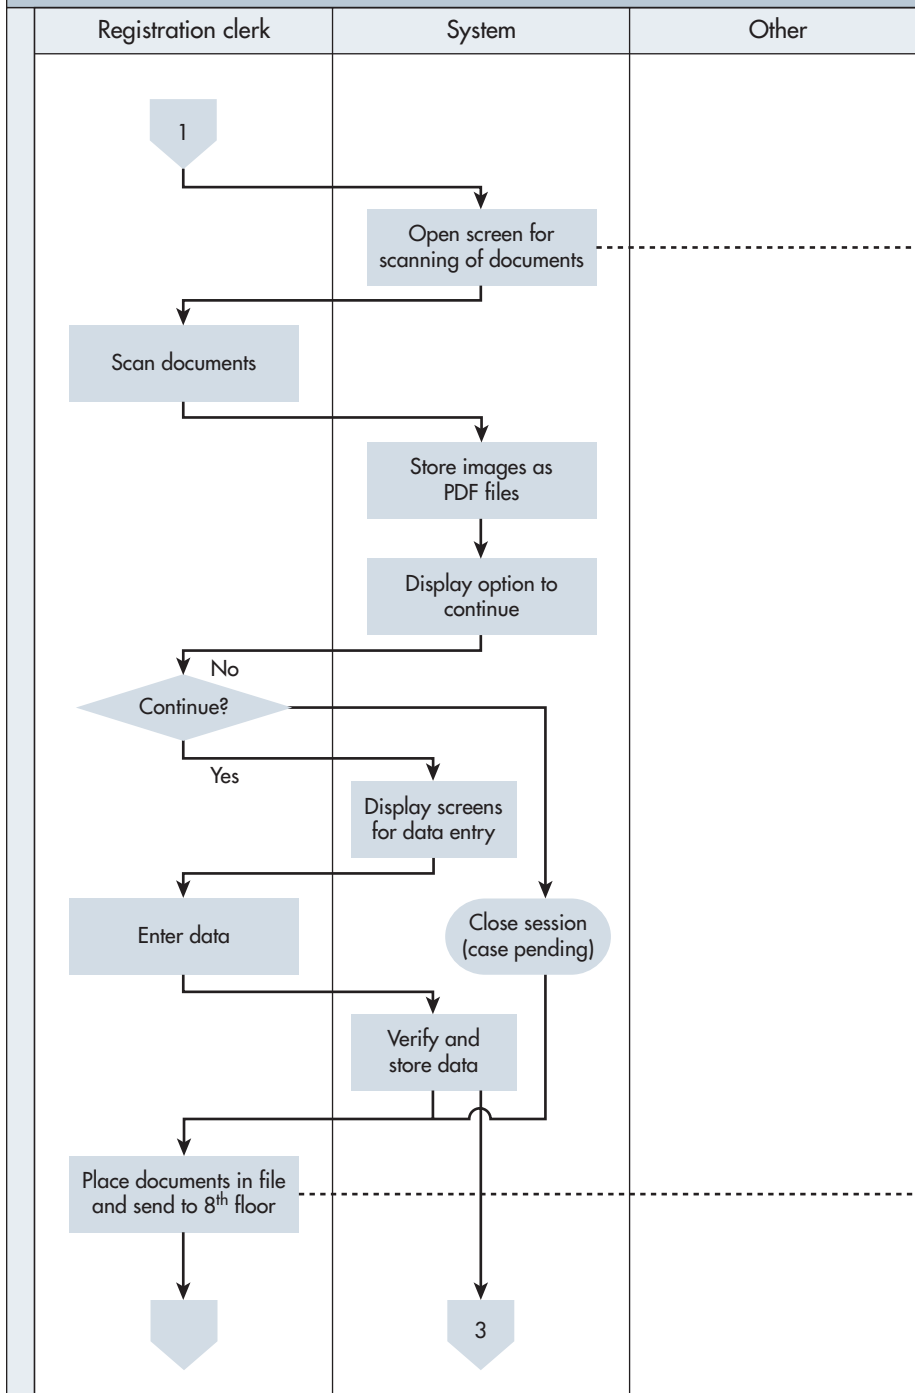 Registration clerk
System
Other
1
Open screen for
scanning of documents
Scan documents
Store images as
PDF files
Display option to
continue
No
Continue?
Yes
Display screens
for data entry
Enter data
Close session
(case pending)
Verify and
store data
Place documents in file
and send to 8th floor
3